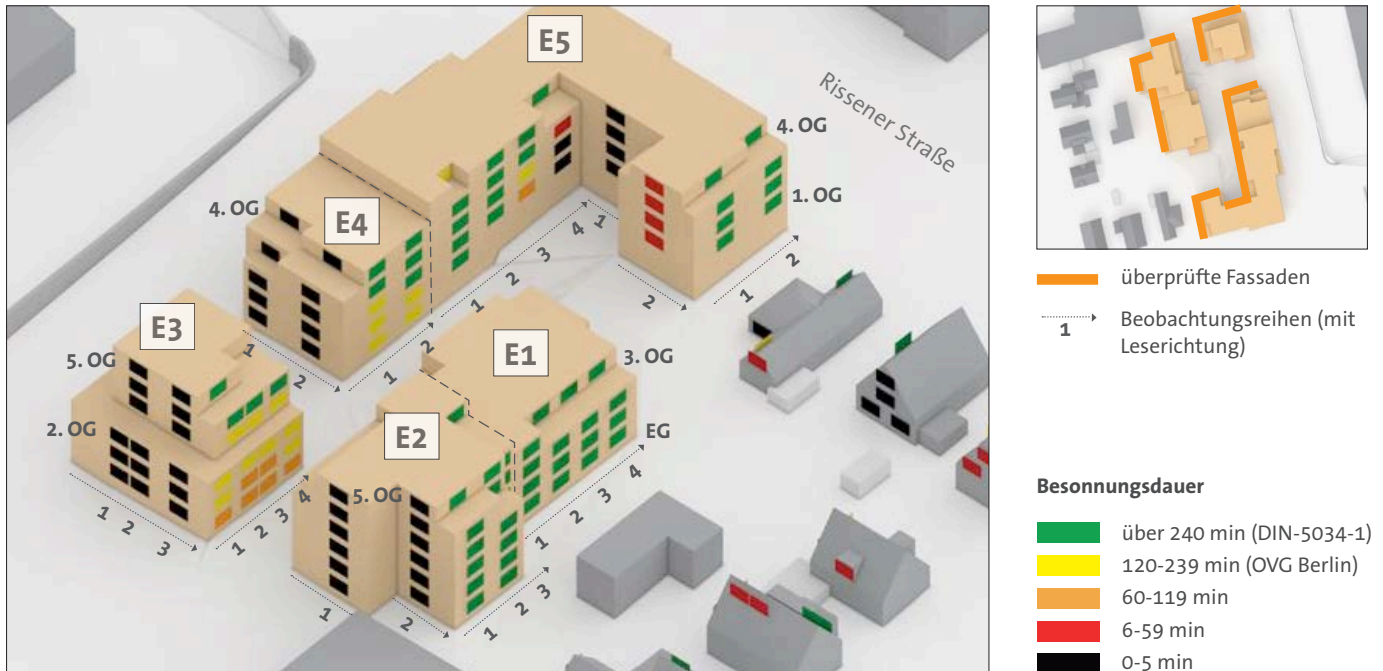 E5
Rissener Straße
4. OG
1. OG
4. OG
E4
1
2
3
4
1
2
1
2
E3
1
2
1
2
E1
3. OG
5. OG
2. OG
E2
EG
5. OG
1
2
3
4
1
2
3
1
2
3
4
1
2
1
2
3
überprüfte Fassaden
1
Beobachtungsreihen (mit
Leserichtung)
Besonnungsdauer
über 240 min (DIN-5034-1)
120-239 min (OVG Berlin)
60-119 min
6-59 min
0-5 min